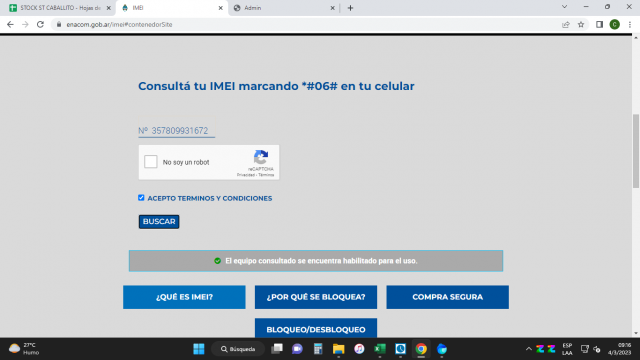 STOCK ST CABALLITO - Hojas de
IMEI
Admin
enacom.gob.ar/imei#contenedorSite
C
Consultá tu IMEI marcando *#06# en tu celular
Nº 357809931672
No soy un robot
reCAPTCHA
Privacidad - Términos
ACEPTO TERMINOS Y CONDICIONES
BUSCAR
El equipo consultado se encuentra habilitado para el uso.
¿QUÉ ES IMEI?
¿POR QUÉ SE BLOQUEA?
COMPRA SEGURA
BLOQUEO/DESBLOQUEO
27°C
Humo
Búsqueda
ESP
LAA
09:16
4/3/2023